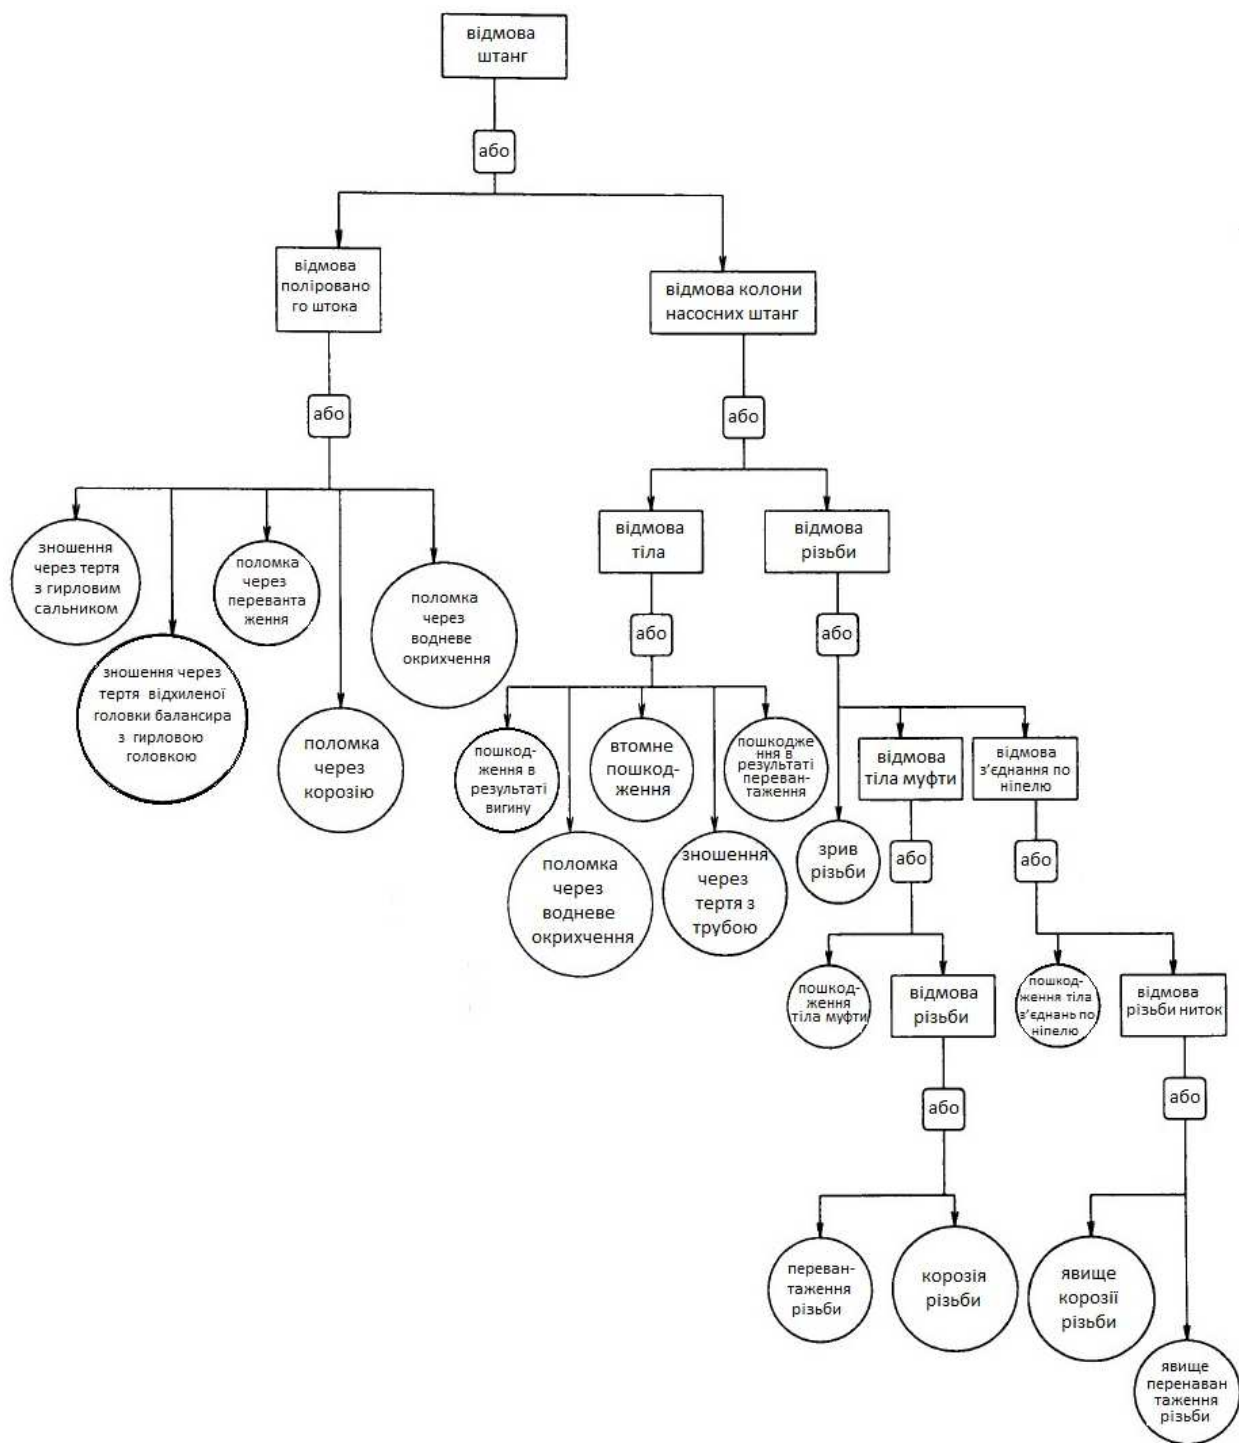 відмова
штанг
або
відмова
поліровано
го штока
відмова колони
насосних штанг
або
або
зношення
через тертя
з гирловим
сальником
поломка
через
перевanта
ження
поломка
через
водневе
окрихчення
зношення через
тертя відхиленої
головки балансира
з гирловою
головкою
поломка
через
корозію
відмова
тіла
відмова
різьби
або
або
пошкод-
ження в
результаті
вигину
втомне
пошкод-
ження
пошкодже
ння в
результаті
переван-
таження
поломка
через
водневе
окрихчення
зношення
через
тертя з
трубою
зрив
різьби
відмова
тіла муфти
відмова
з’єднання по
ніпелю
або
або
пошкод-
ження
тіла муфти
відмова
різьби
пошкод-
ження тіла
з’єднань по
ніпелю
відмова
різьби ниток
або
або
переван-
таження
різьби
корозія
різьби
явище
корозії
різьби
явище
перенаван
таження
різьби